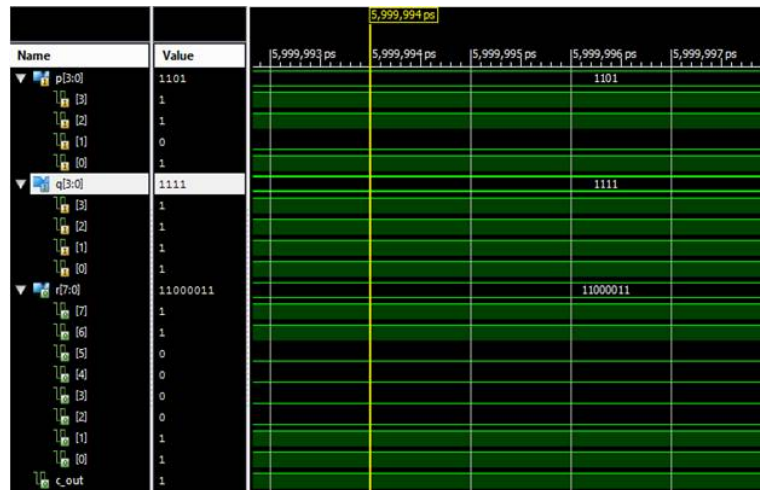 5,999,994 ps
Name Value 5,999,993 ps 5,999,994 ps 5,999,995 ps 5,999,996 ps 5,999,997 ps
p[3:0] 1101 1101
[3] 1
[2] 1
[1] 0
[0] 1
q[3:0] 1111 1111
[3] 1
[2] 1
[1] 1
[0] 1
r[7:0] 11000011 11000011
[7] 1
[6] 1
[5] 0
[4] 0
[3] 0
[2] 0
[1] 1
[0] 1
c_out 1